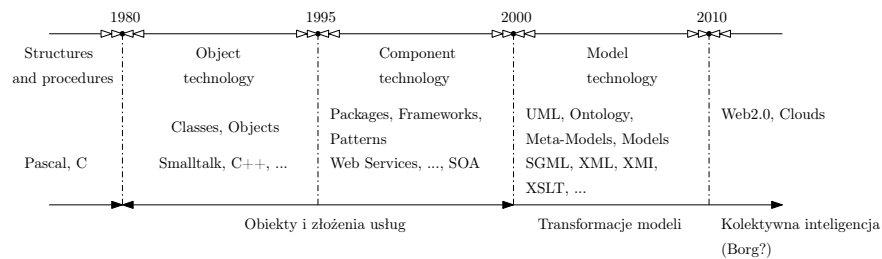 1980 1995 2000 2010
Structures Object Component Model
and procedures technology technology technology
Packages, Frameworks, UML, Ontology, Web2.0, Clouds
Classes, Objects
Patterns Meta-Models, Models
Pascal, C Smalltalk, C++, ... Web Services, ..., SOA SGML, XML, XMI,
XSLT, ...
Obiekty i złożenia usług Transformacje modeli Kolektywna inteligencja
(Borg?)